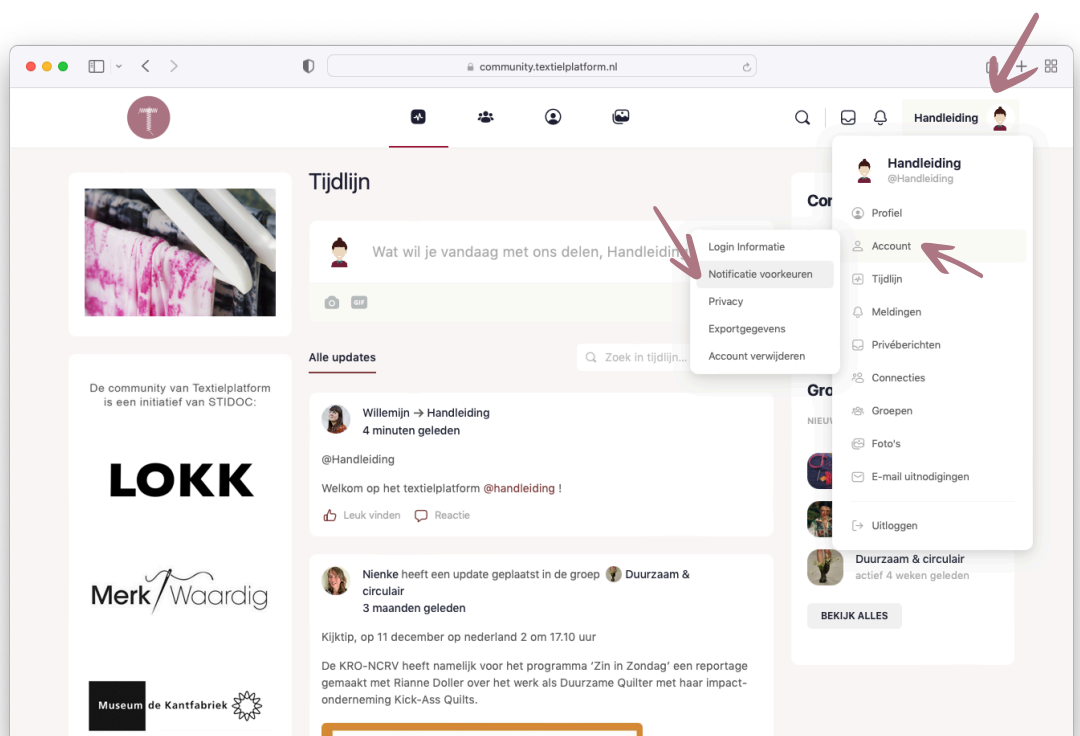 community.textielplatform.nl
T
Handleiding
Handleiding
@Handleiding
Profiel
Account
Tijdlijn
Meldingen
Privéberichten
Connecties
Groepen
Foto's
E-mail uitnodigingen
Uitloggen
Login Informatie
Notificatie voorkeuren
Privacy
Exportgegevens
Account verwijderen
De community van Textielplatform
is een initiatief van STIDOC:
LOKK
MerkWaardig
Museum de Kantfabriek
Tijdlijn
Wat wil je vandaag met ons delen, Handleiding
GIF
Alle updates
Zoek in tijdlijn...
Willemijn → Handleiding
4 minuten geleden
@Handleiding
Welkom op het textielplatform @handleiding !
Leuk vinden
Reactie
Nienke heeft een update geplaatst in de groep Duurzaam &
circulair
3 maanden geleden
Kijktip, op 11 december op nederland 2 om 17.10 uur
De KRO-NCRV heeft namelijk voor het programma ‘Zin in Zondag’ een reportage
gemaakt met Rianne Doller over het werk als Duurzame Quilter met haar impact-
onderneming Kick-Ass Quilts.
Duurzaam & circulair
actief 4 weken geleden
BEKIJK ALLES